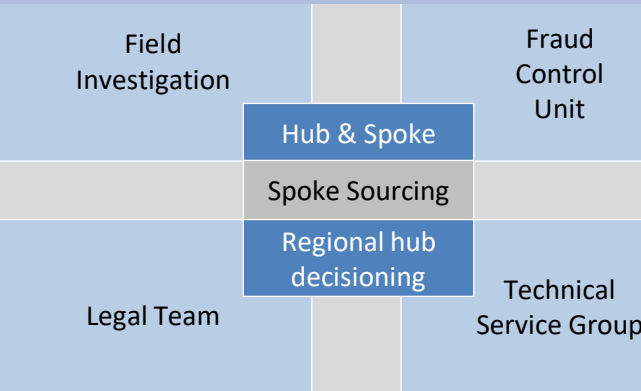 Field
Investigation
Fraud
Control
Unit
Hub & Spoke
Spoke Sourcing
Regional hub
decisioning
Legal Team
Technical
Service Group